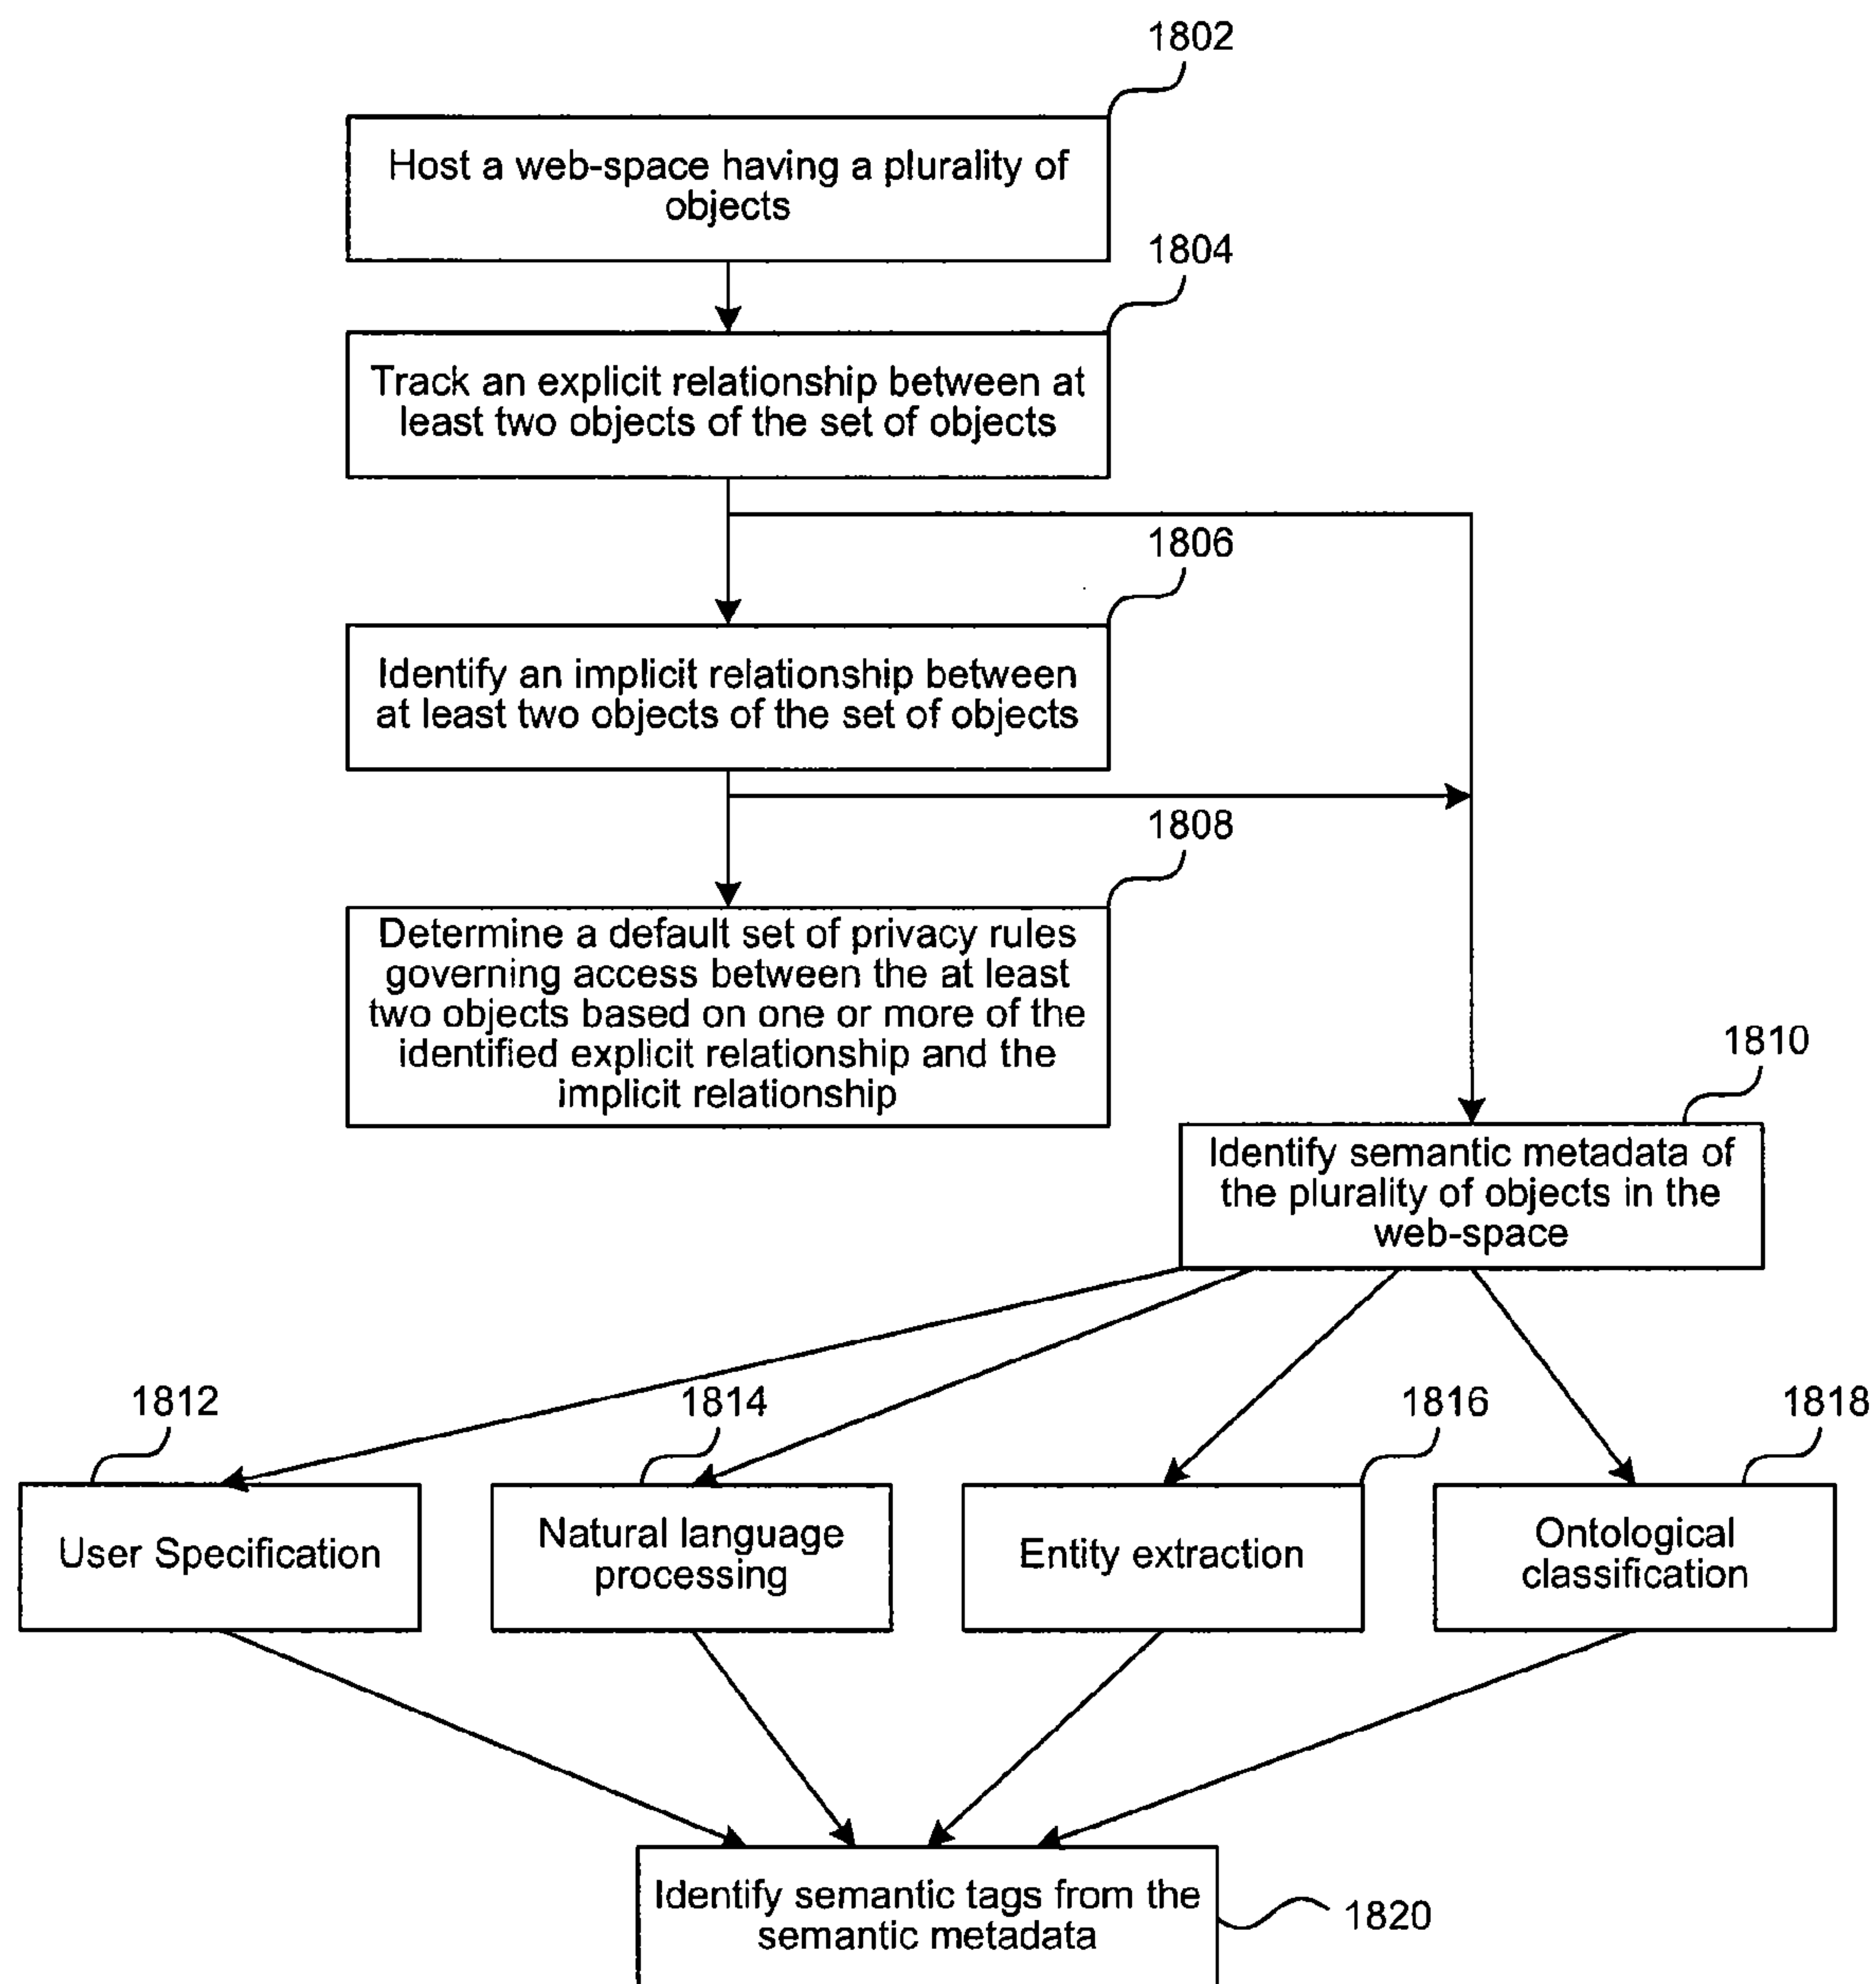 1802
Host a web-space having a plurality of
objects
1804
Track an explicit relationship between at
least two objects of the set of objects
1806
Identify an implicit relationship between
at least two objects of the set of objects
1808
Determine a default set of privacy rules
governing access between the at least
two objects based on one or more of the
identified explicit relationship and the
implicit relationship
1810
Identify semantic metadata of
the plurality of objects in the
web-space
1812
User Specification
1814
Natural language
processing
1816
Entity extraction
1818
Ontological
classification
Identify semantic tags from the
semantic metadata
1820